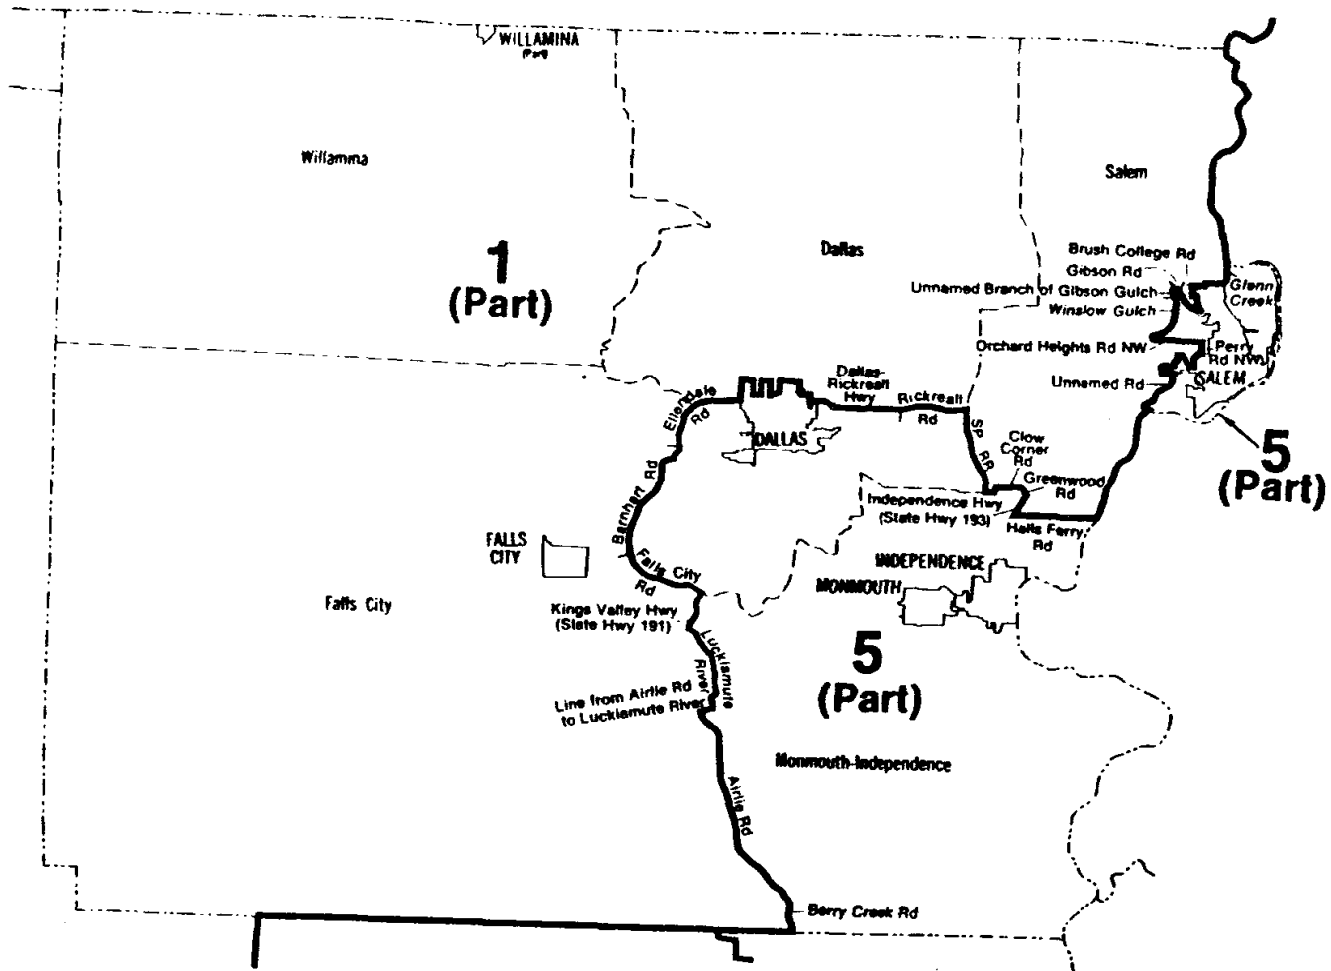 WILLAMINA
(Part)
Willamina
Salem
Dallas
1
(Part)
Brush College Rd
Gibson Rd
Unnamed Branch of Gibson Gulch
Winslow Gulch
Glenn
Creek
Orchard Heights Rd NW
Perry
Rd NW
Unnamed Rd
SALEM
Dallas-
Rickreall
Hwy
Rickreall
Rd
Ellendale
Rd
DALLAS
SP RR
Clow
Corner
Rd
Greenwood
Rd
5
(Part)
Independence Hwy
(State Hwy 193)
Halls Ferry
Rd
Barnhart Rd
FALLS
CITY
Falls City
Rd
INDEPENDENCE
MONMOUTH
Falls City
Kings Valley Hwy
(State Hwy 191)
Luckiamute
River
5
(Part)
Line from Airlie Rd
to Luckiamute River
Monmouth-Independence
Airlie Rd
Berry Creek Rd